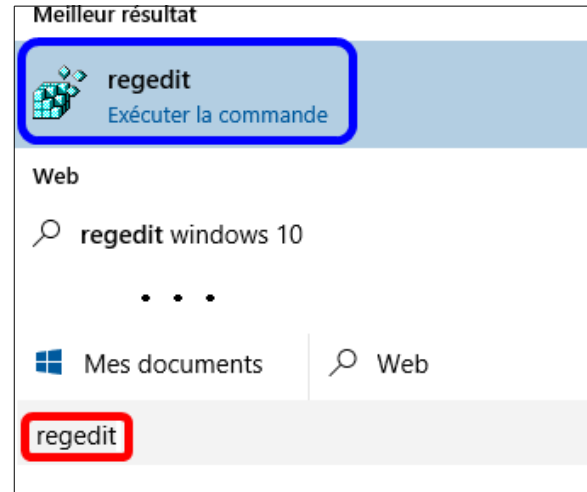 Meilleur résultat
regedit
Exécuter la commande
Web
regedit windows 10
• • •
Mes documents
Web
regedit